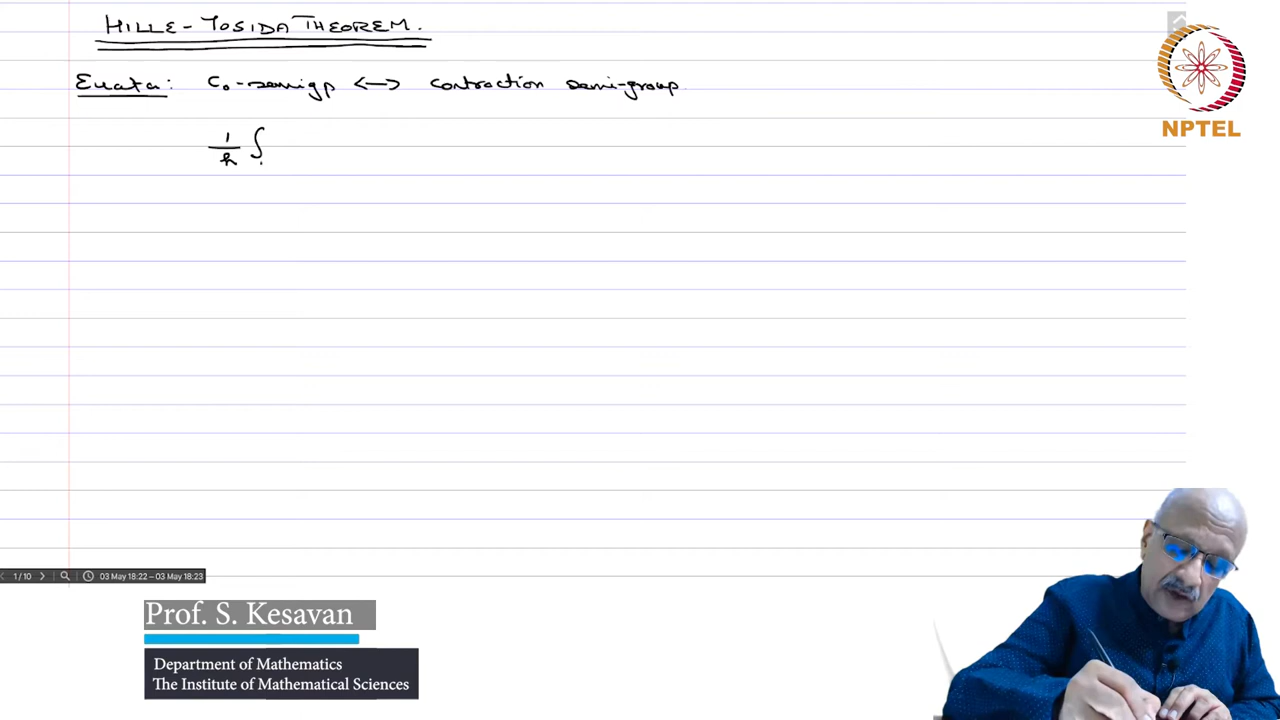 HILLE-YOSIDA THEOREM.
Errata: C₀-semigp ⟷ contraction semi-group.
1/h ∫
NPTEL
1/10 03 May 18:22 – 03 May 18:23
Prof. S. Kesavan
Department of Mathematics
The Institute of Mathematical Sciences